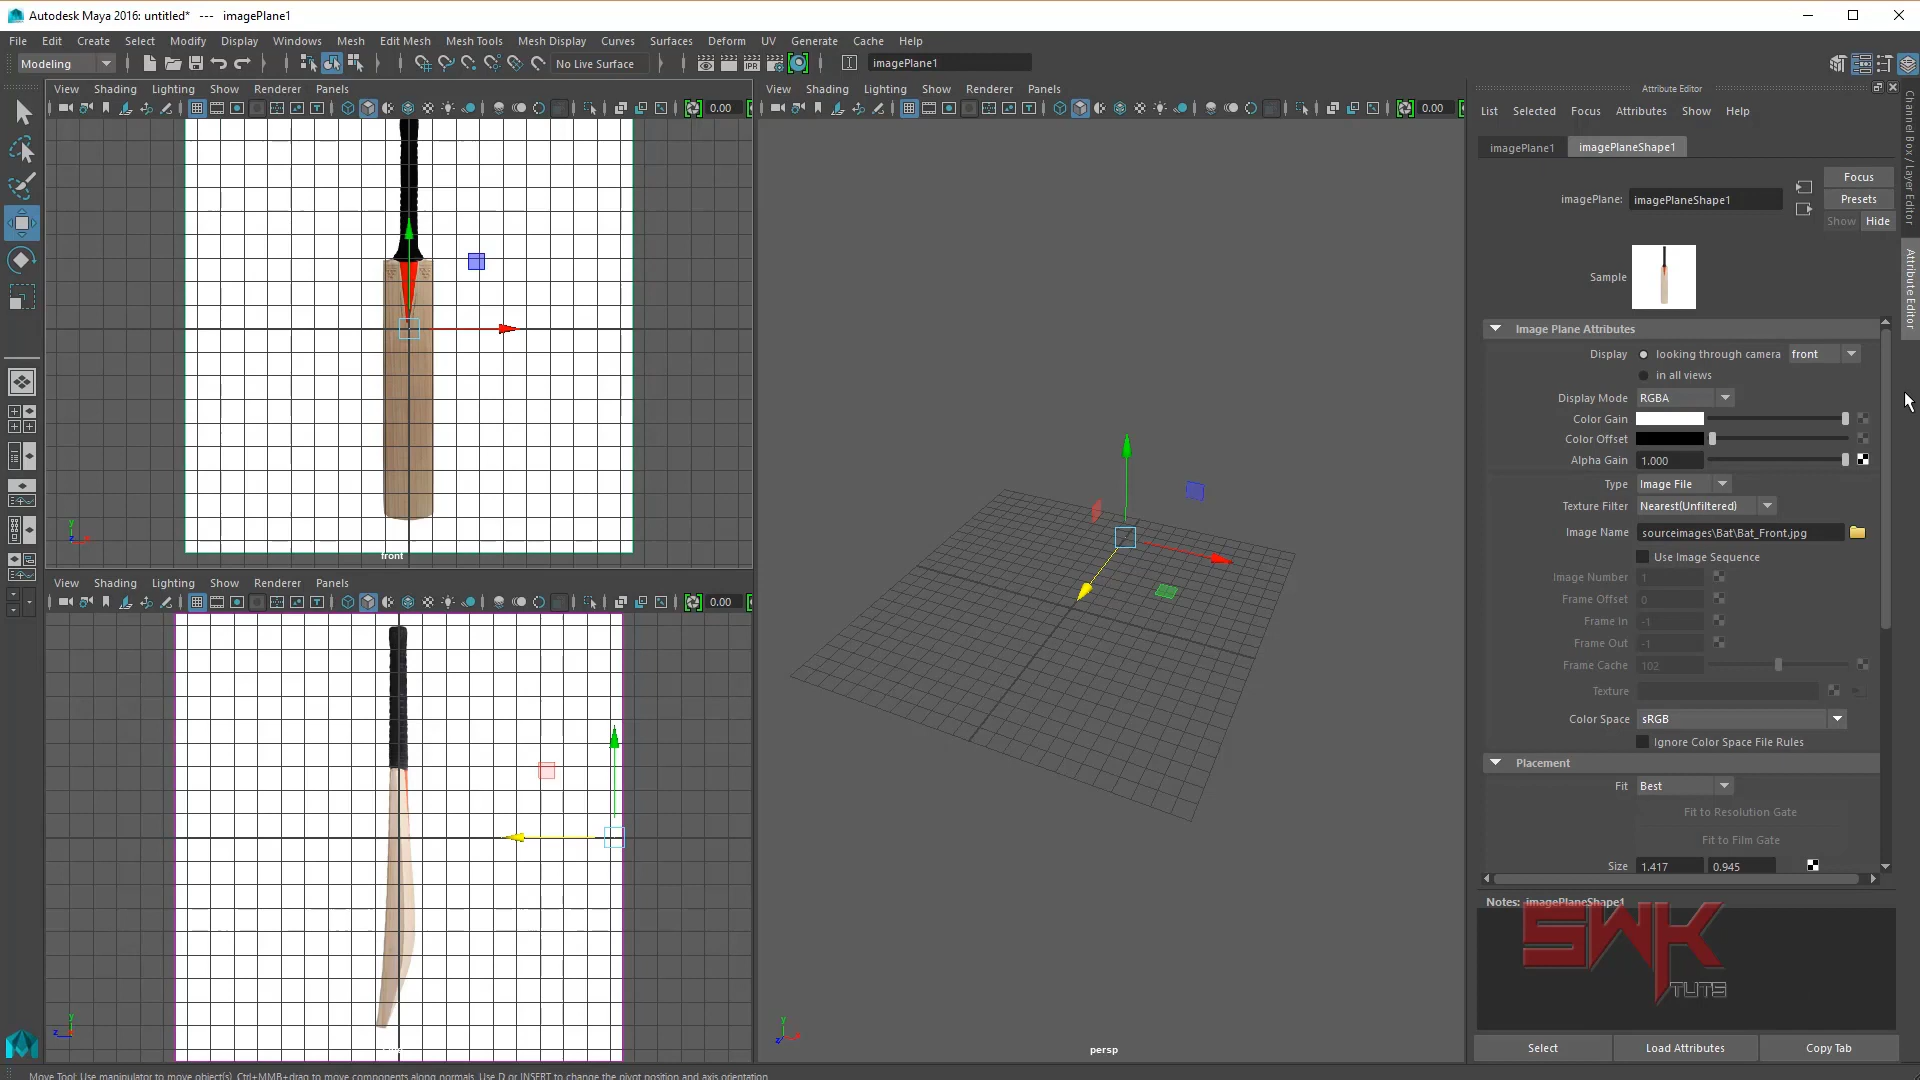 Autodesk Maya 2016: untitled*   ---   imagePlane1
File Edit Create Select Modify Display Windows Mesh Edit Mesh Mesh Tools Mesh Display Curves Surfaces Deform UV Generate Cache Help
Modeling No Live Surface imagePlane1
View Shading Lighting Show Renderer Panels
0.00
front
View Shading Lighting Show Renderer Panels
0.00
View Shading Lighting Show Renderer Panels
0.00
persp
Attribute Editor
List Selected Focus Attributes Show Help
imagePlane1 imagePlaneShape1
Focus
imagePlane: imagePlaneShape1 Presets
Show Hide
Sample
Image Plane Attributes
Display looking through camera front
in all views
Display Mode RGBA
Color Gain
Color Offset
Alpha Gain 1.000
Type Image File
Texture Filter Nearest(Unfiltered)
Image Name sourceimages\Bat\Bat_Front.jpg
Use Image Sequence
Image Number 1
Frame Offset 0
Frame In -1
Frame Out -1
Frame Cache 102
Texture
Color Space sRGB
Ignore Color Space File Rules
Placement
Fit Best
Fit to Resolution Gate
Fit to Film Gate
Size 1.417 0.945
Notes: imagePlaneShape1
SWK
TUTS
Select Load Attributes Copy Tab
Channel Box / Layer Editor
Attribute Editor
Move Tool: Use manipulator to move object(s). Ctrl+MMB+drag to move components along normals. Use D or INSERT to change the pivot position and axis orientation.